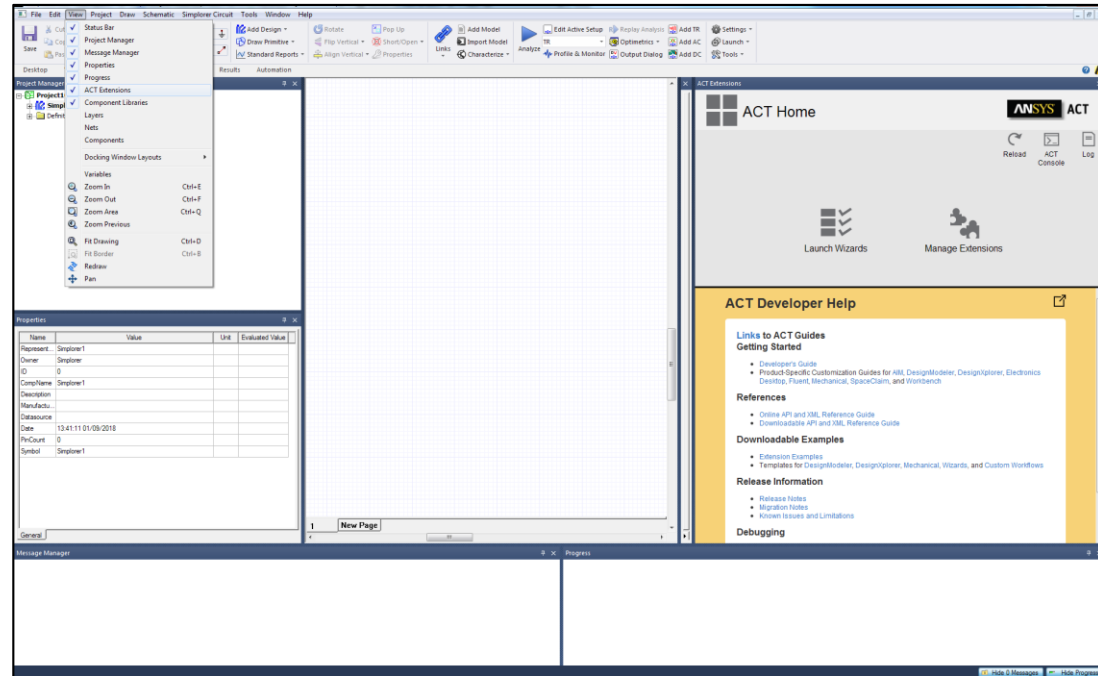 File Edit View Project Draw Schematic Simplorer Circuit Tools Window Help
Save
Desktop
Status Bar
Project Manager
Message Manager
Properties
Progress
ACT Extensions
Component Libraries
Layers
Nets
Components
Docking Window Layouts
Variables
Zoom In Ctrl+E
Zoom Out Ctrl+F
Zoom Area Ctrl+Q
Zoom Previous
Fit Drawing Ctrl+D
Fit Border Ctrl+B
Redraw
Pan
Add Design
Draw Primitive
Standard Reports
Results Automation
Rotate Pop Up
Flip Vertical Short/Open
Align Vertical Properties
Links
Add Model
Import Model
Characterize
Analyze
Edit Active Setup Replay Analysis Add TR
TR Optimetrics Add AC
Profile & Monitor Output Dialog Add DC
Settings
Launch
Tools
Project Manager
ACT Extensions
ACT Home
ANSYS ACT
Reload
ACT Console
Log
Launch Wizards
Manage Extensions
ACT Developer Help
Links to ACT Guides
Getting Started
Developer's Guide
Product-Specific Customization Guides for AIM, DesignModeler, DesignXplorer, Electronics
Desktop, Fluent, Mechanical, SpaceClaim, and Workbench
References
Online API and XML Reference Guide
Downloadable API and XML Reference Guide
Downloadable Examples
Extension Examples
Templates for DesignModeler, DesignXplorer, Mechanical, Wizards, and Custom Workflows
Release Information
Release Notes
Migration Notes
Known Issues and Limitations
Debugging
Properties
Name Value Unit Evaluated Value
Represent... Simplorer1
Owner Simplorer
ID 0
CompName Simplorer1
Description
Manufactu...
Datasource
Date 13:41:11 01/09/2018
PinCount 0
Symbol Simplorer1
General
1 New Page
Message Manager
Progress
Hide 0 Messages Hide Progress